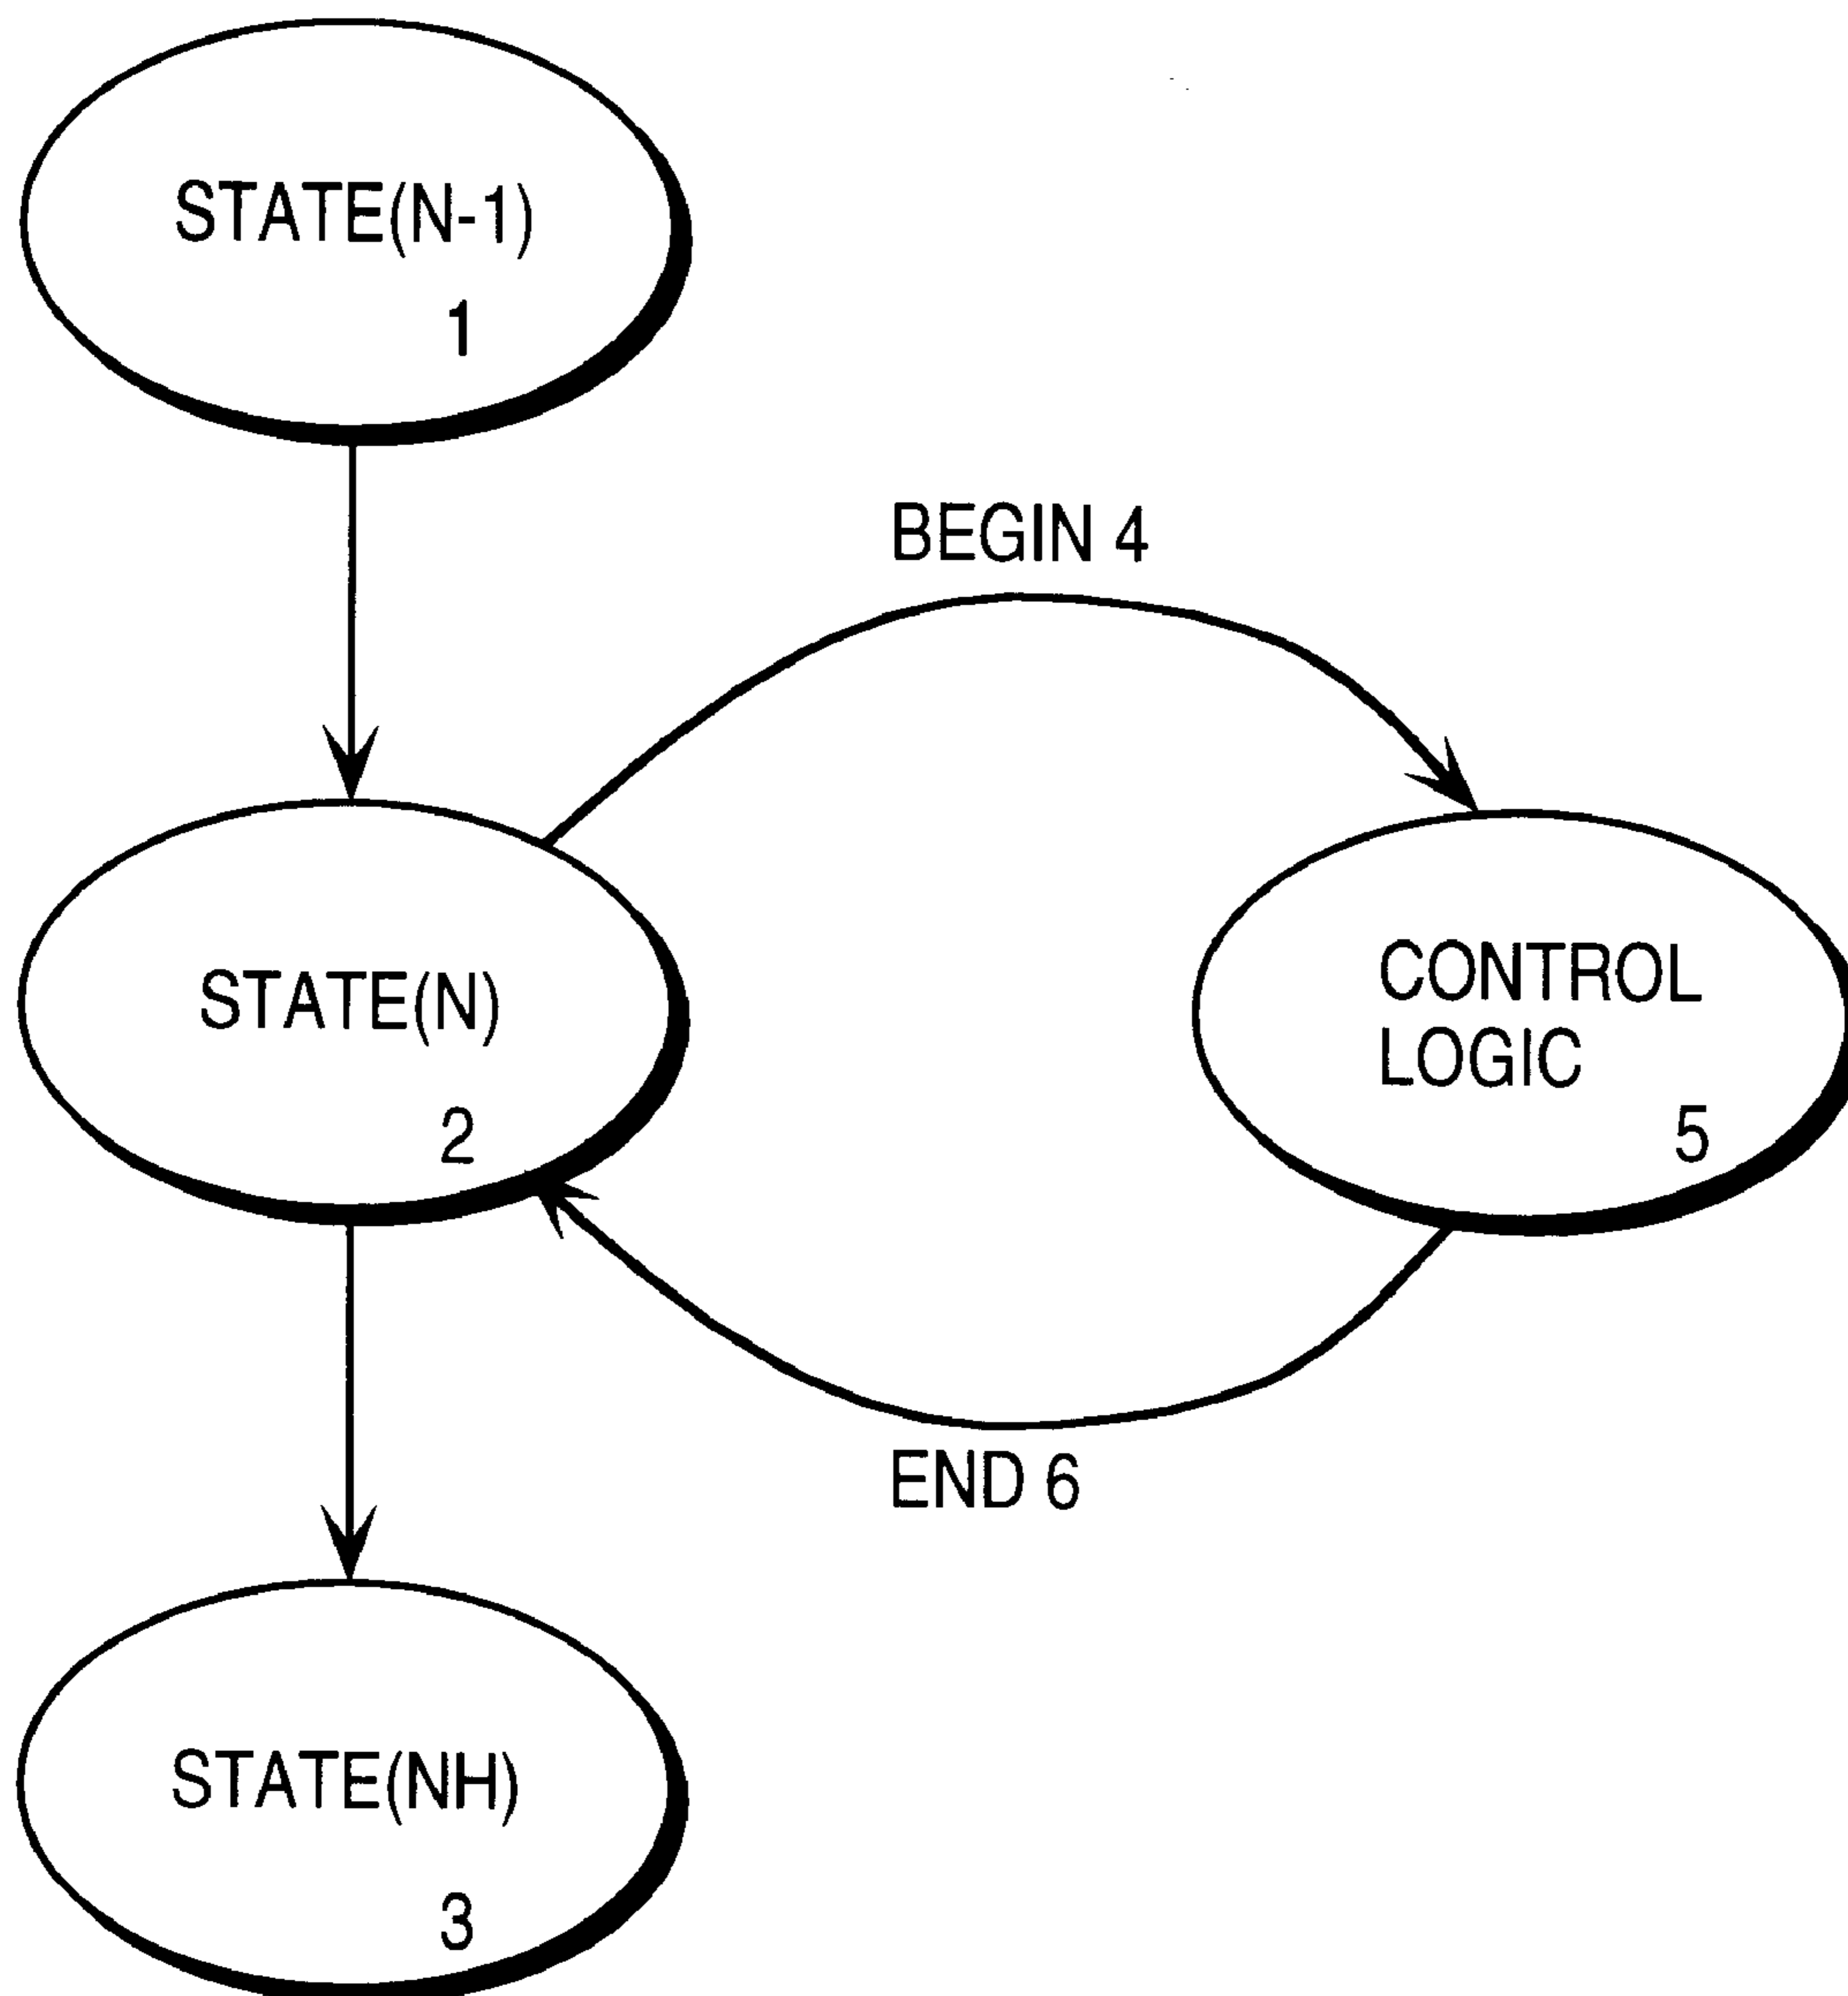 STATE(N-1)
1
BEGIN 4
STATE(N)
2
CONTROL
LOGIC
5
END 6
STATE(NH)
3